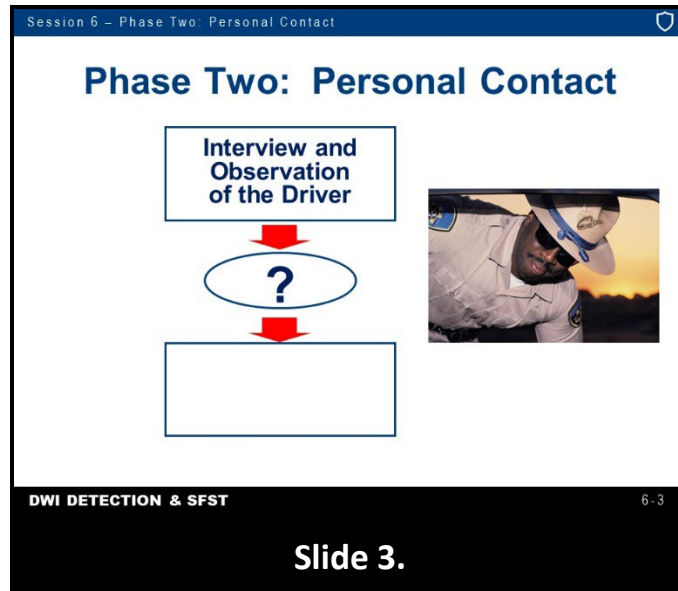 Session 6 – Phase Two: Personal Contact
Phase Two: Personal Contact
Interview and
Observation
of the Driver
?
DWI DETECTION & SFST
6-3
Slide 3.